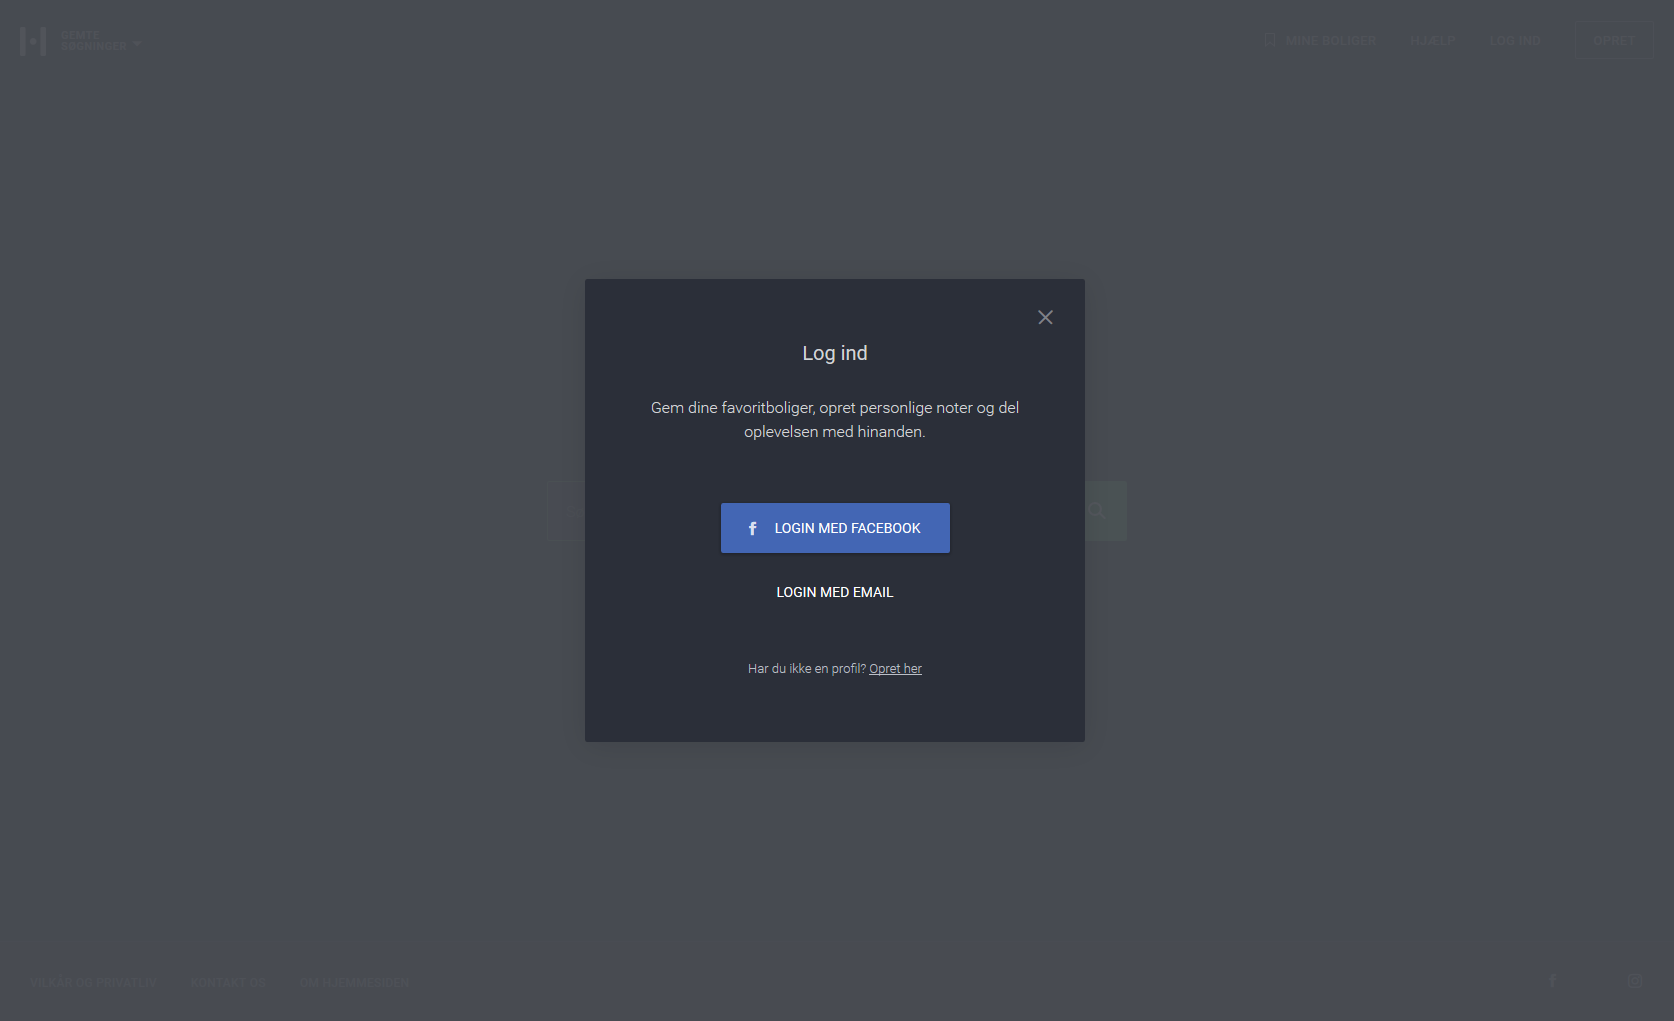 GEMTE
SØGNINGER
MINE BOLIGER
HJÆLP
LOG IND
OPRET
Log ind
Gem dine favoritboliger, opret personlige noter og del
oplevelsen med hinanden.
LOGIN MED FACEBOOK
LOGIN MED EMAIL
Har du ikke en profil? Opret her
VILKÅR OG PRIVATLIV
KONTAKT OS
OM HJEMMESIDEN